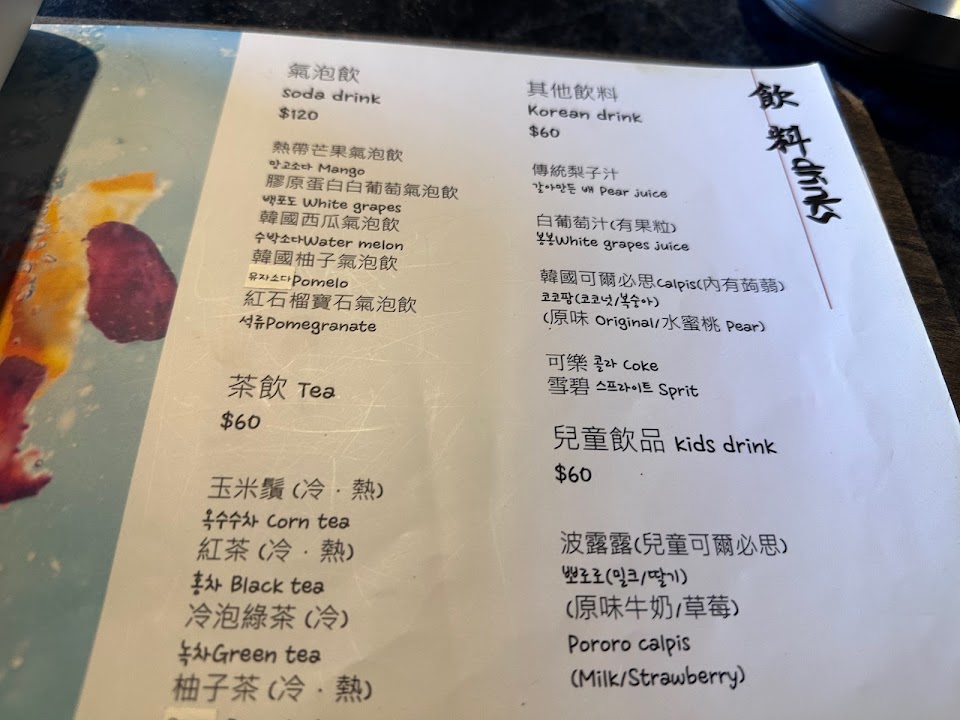 飲料drinks
氣泡飲
soda drink
$120
熱帶芒果氣泡飲
망고소다 Mango
膠原蛋白白葡萄氣泡飲
백포도 White grapes
韓國西瓜氣泡飲
수박소다Water melon
韓國柚子氣泡飲
유자소다Pomelo
紅石榴寶石氣泡飲
석류Pomegranate
茶飲 Tea
$60
玉米鬚 (冷．熱)
옥수수차 Corn tea
紅茶 (冷．熱)
홍차 Black tea
冷泡綠茶 (冷)
녹차Green tea
柚子茶 (冷．熱)
其他飲料
Korean drink
$60
傳統梨子汁
갈아만든 배 Pear juice
白葡萄汁(有果粒)
봉봉White grapes juice
韓國可爾必思Calpis(內有蒟蒻)
코코팜(코코넛/복숭아)
(原味 Original/水蜜桃 Pear)
可樂 콜라 Coke
雪碧 스프라이트 Sprit
兒童飲品 kids drink
$60
波露露(兒童可爾必思)
뽀로로(밀크/딸기)
(原味牛奶/草莓)
Pororo calpis
(Milk/Strawberry)